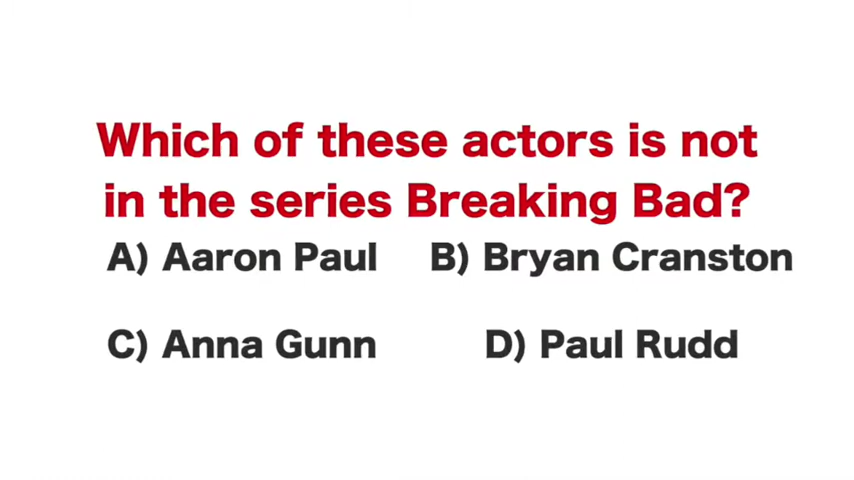 Which of these actors is not
in the series Breaking Bad?
A) Aaron Paul B) Bryan Cranston
C) Anna Gunn D) Paul Rudd